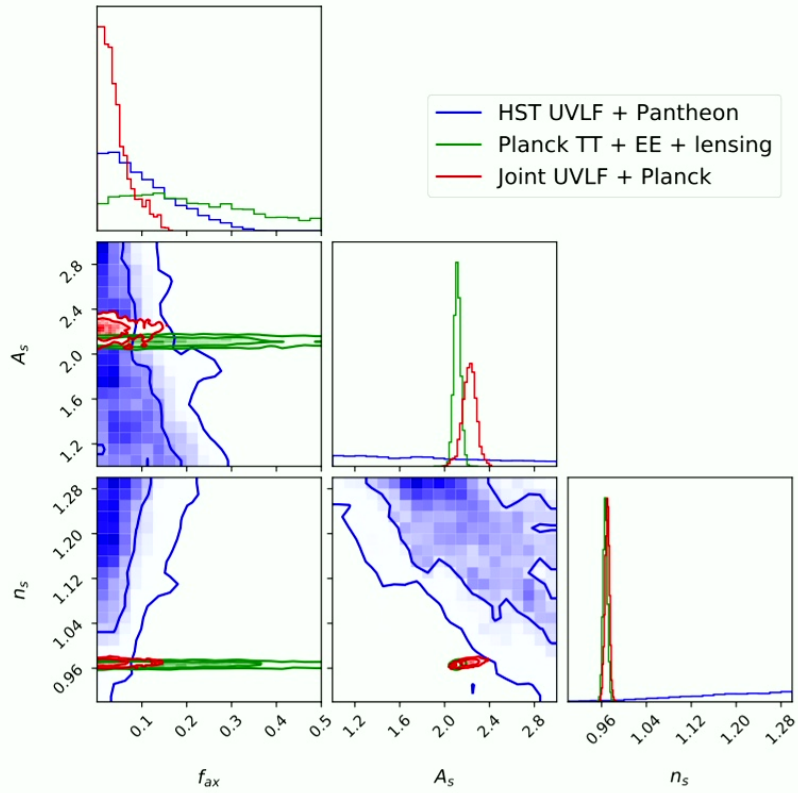 HST UVLF + Pantheon
Planck TT + EE + lensing
Joint UVLF + Planck
2.8
2.4
2.0
1.6
1.2
A_s
1.28
1.20
1.12
1.04
0.96
n_s
0.1 0.2 0.3 0.4 0.5
1.2 1.6 2.0 2.4 2.8
0.96 1.04 1.12 1.20 1.28
f_{ax} A_s n_s